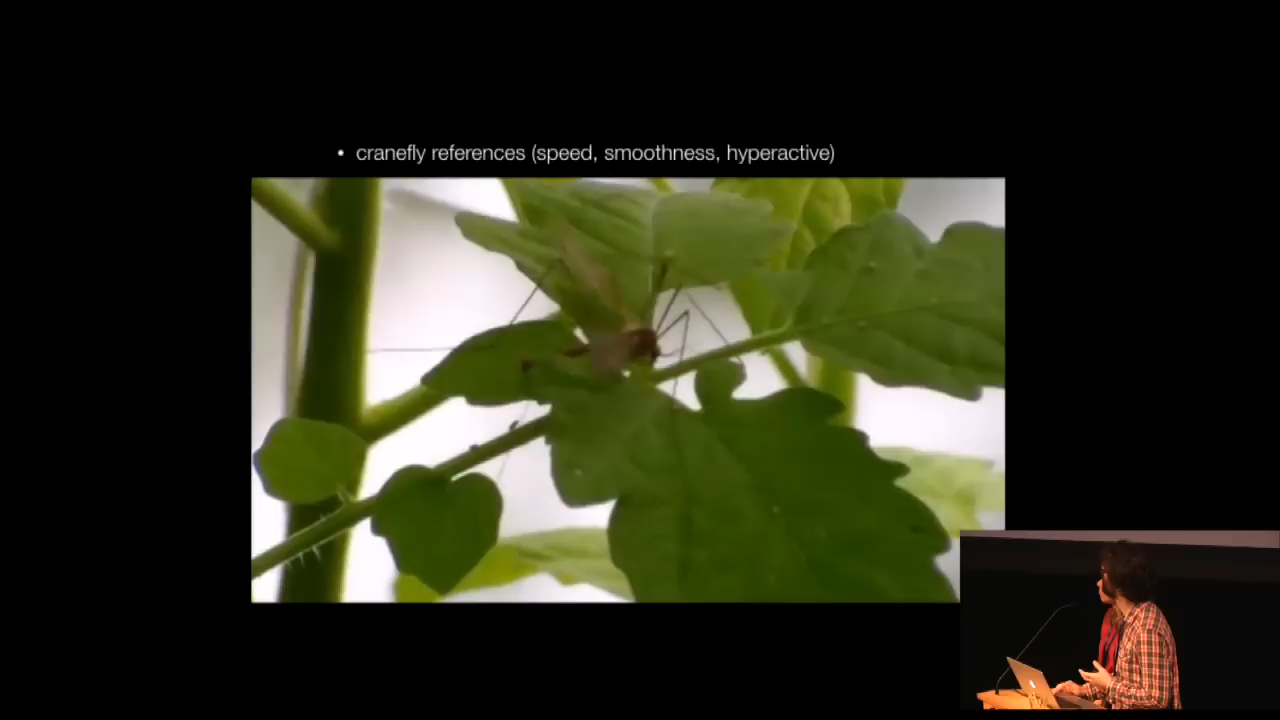 • cranefly references (speed, smoothness, hyperactive)